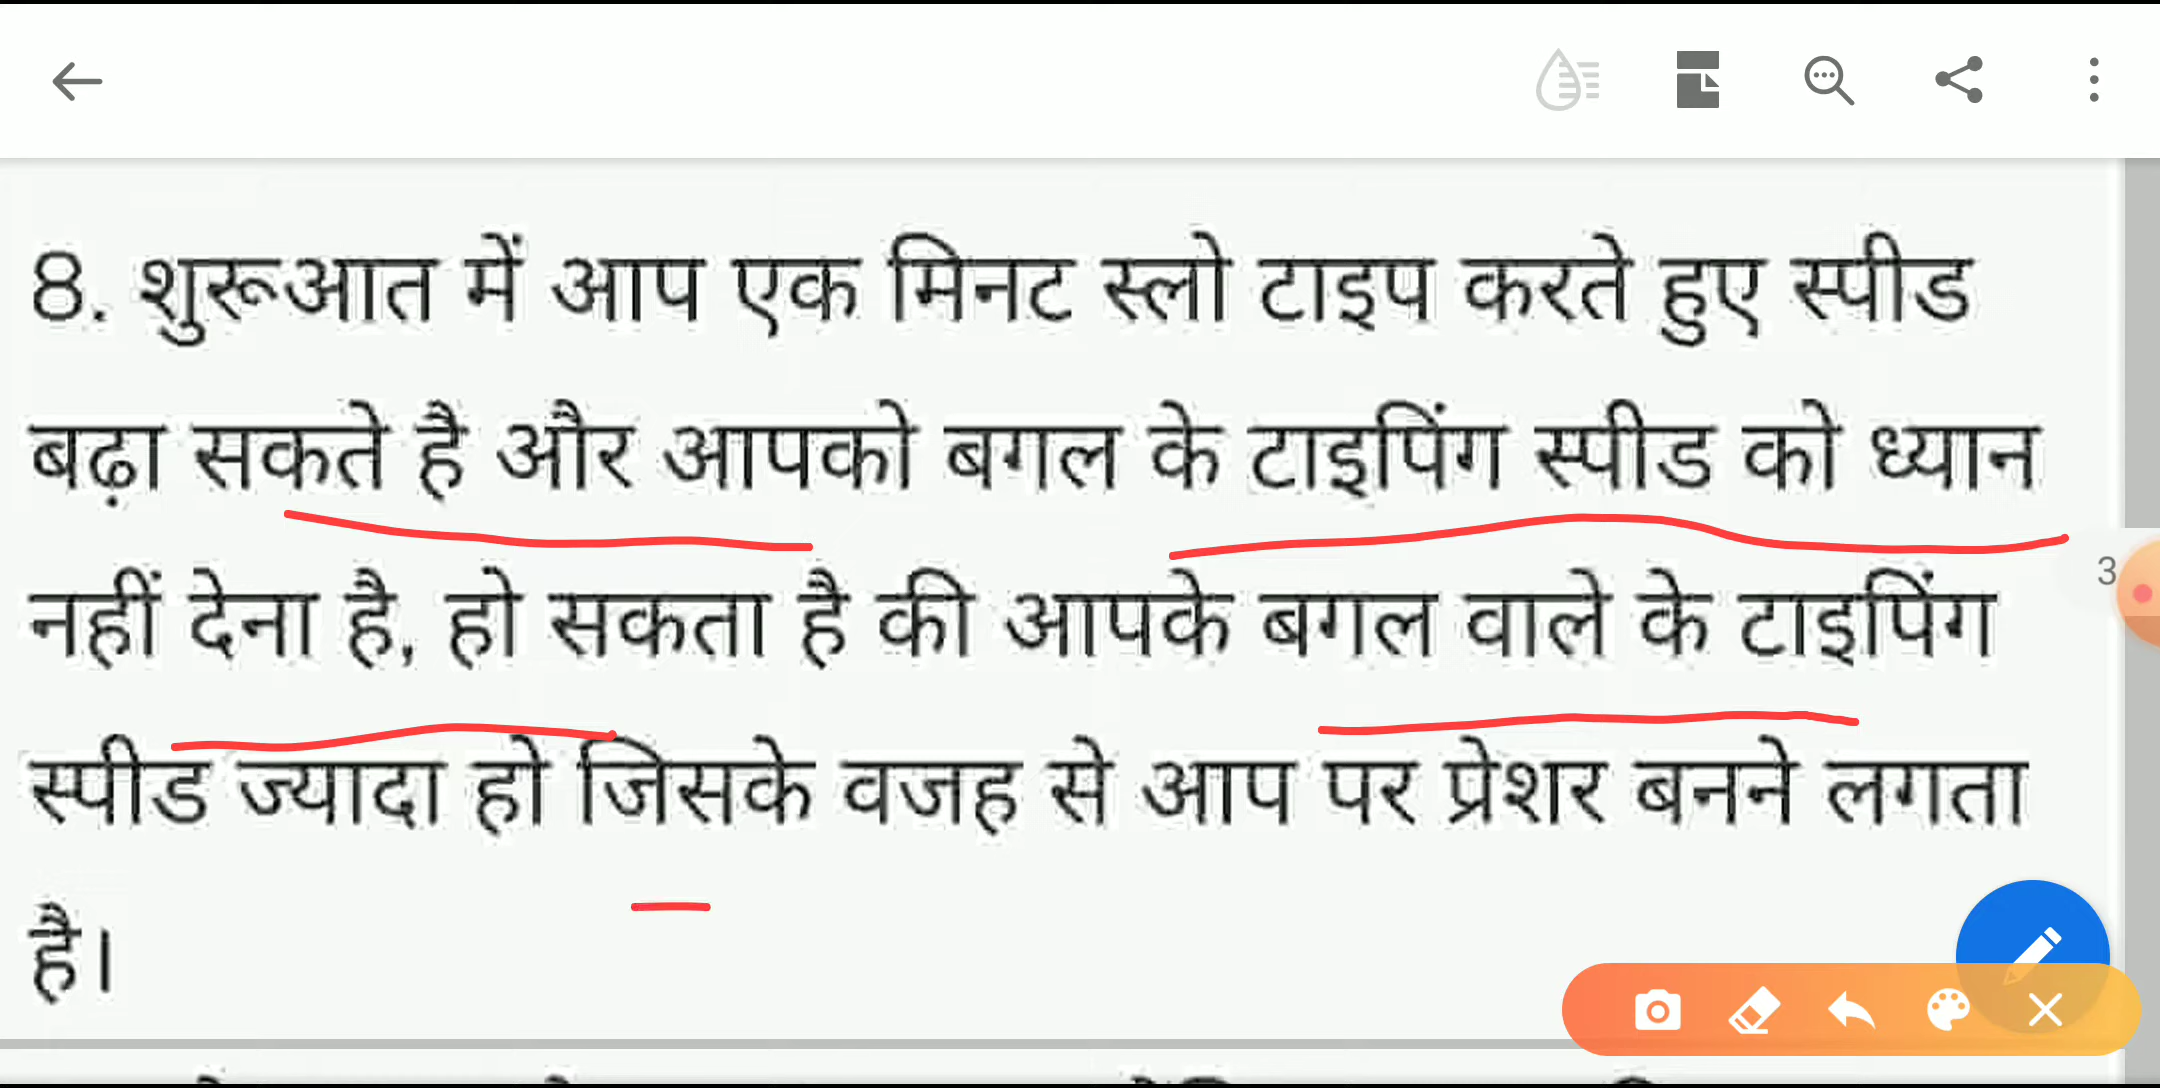 8. शुरूआत में आप एक मिनट स्लो टाइप करते हुए स्पीड
बढ़ा सकते है और आपको बगल के टाइपिंग स्पीड को ध्यान
नहीं देना है, हो सकता है की आपके बगल वाले के टाइपिंग
3
स्पीड ज्यादा हो जिसके वजह से आप पर प्रेशर बनने लगता
है।